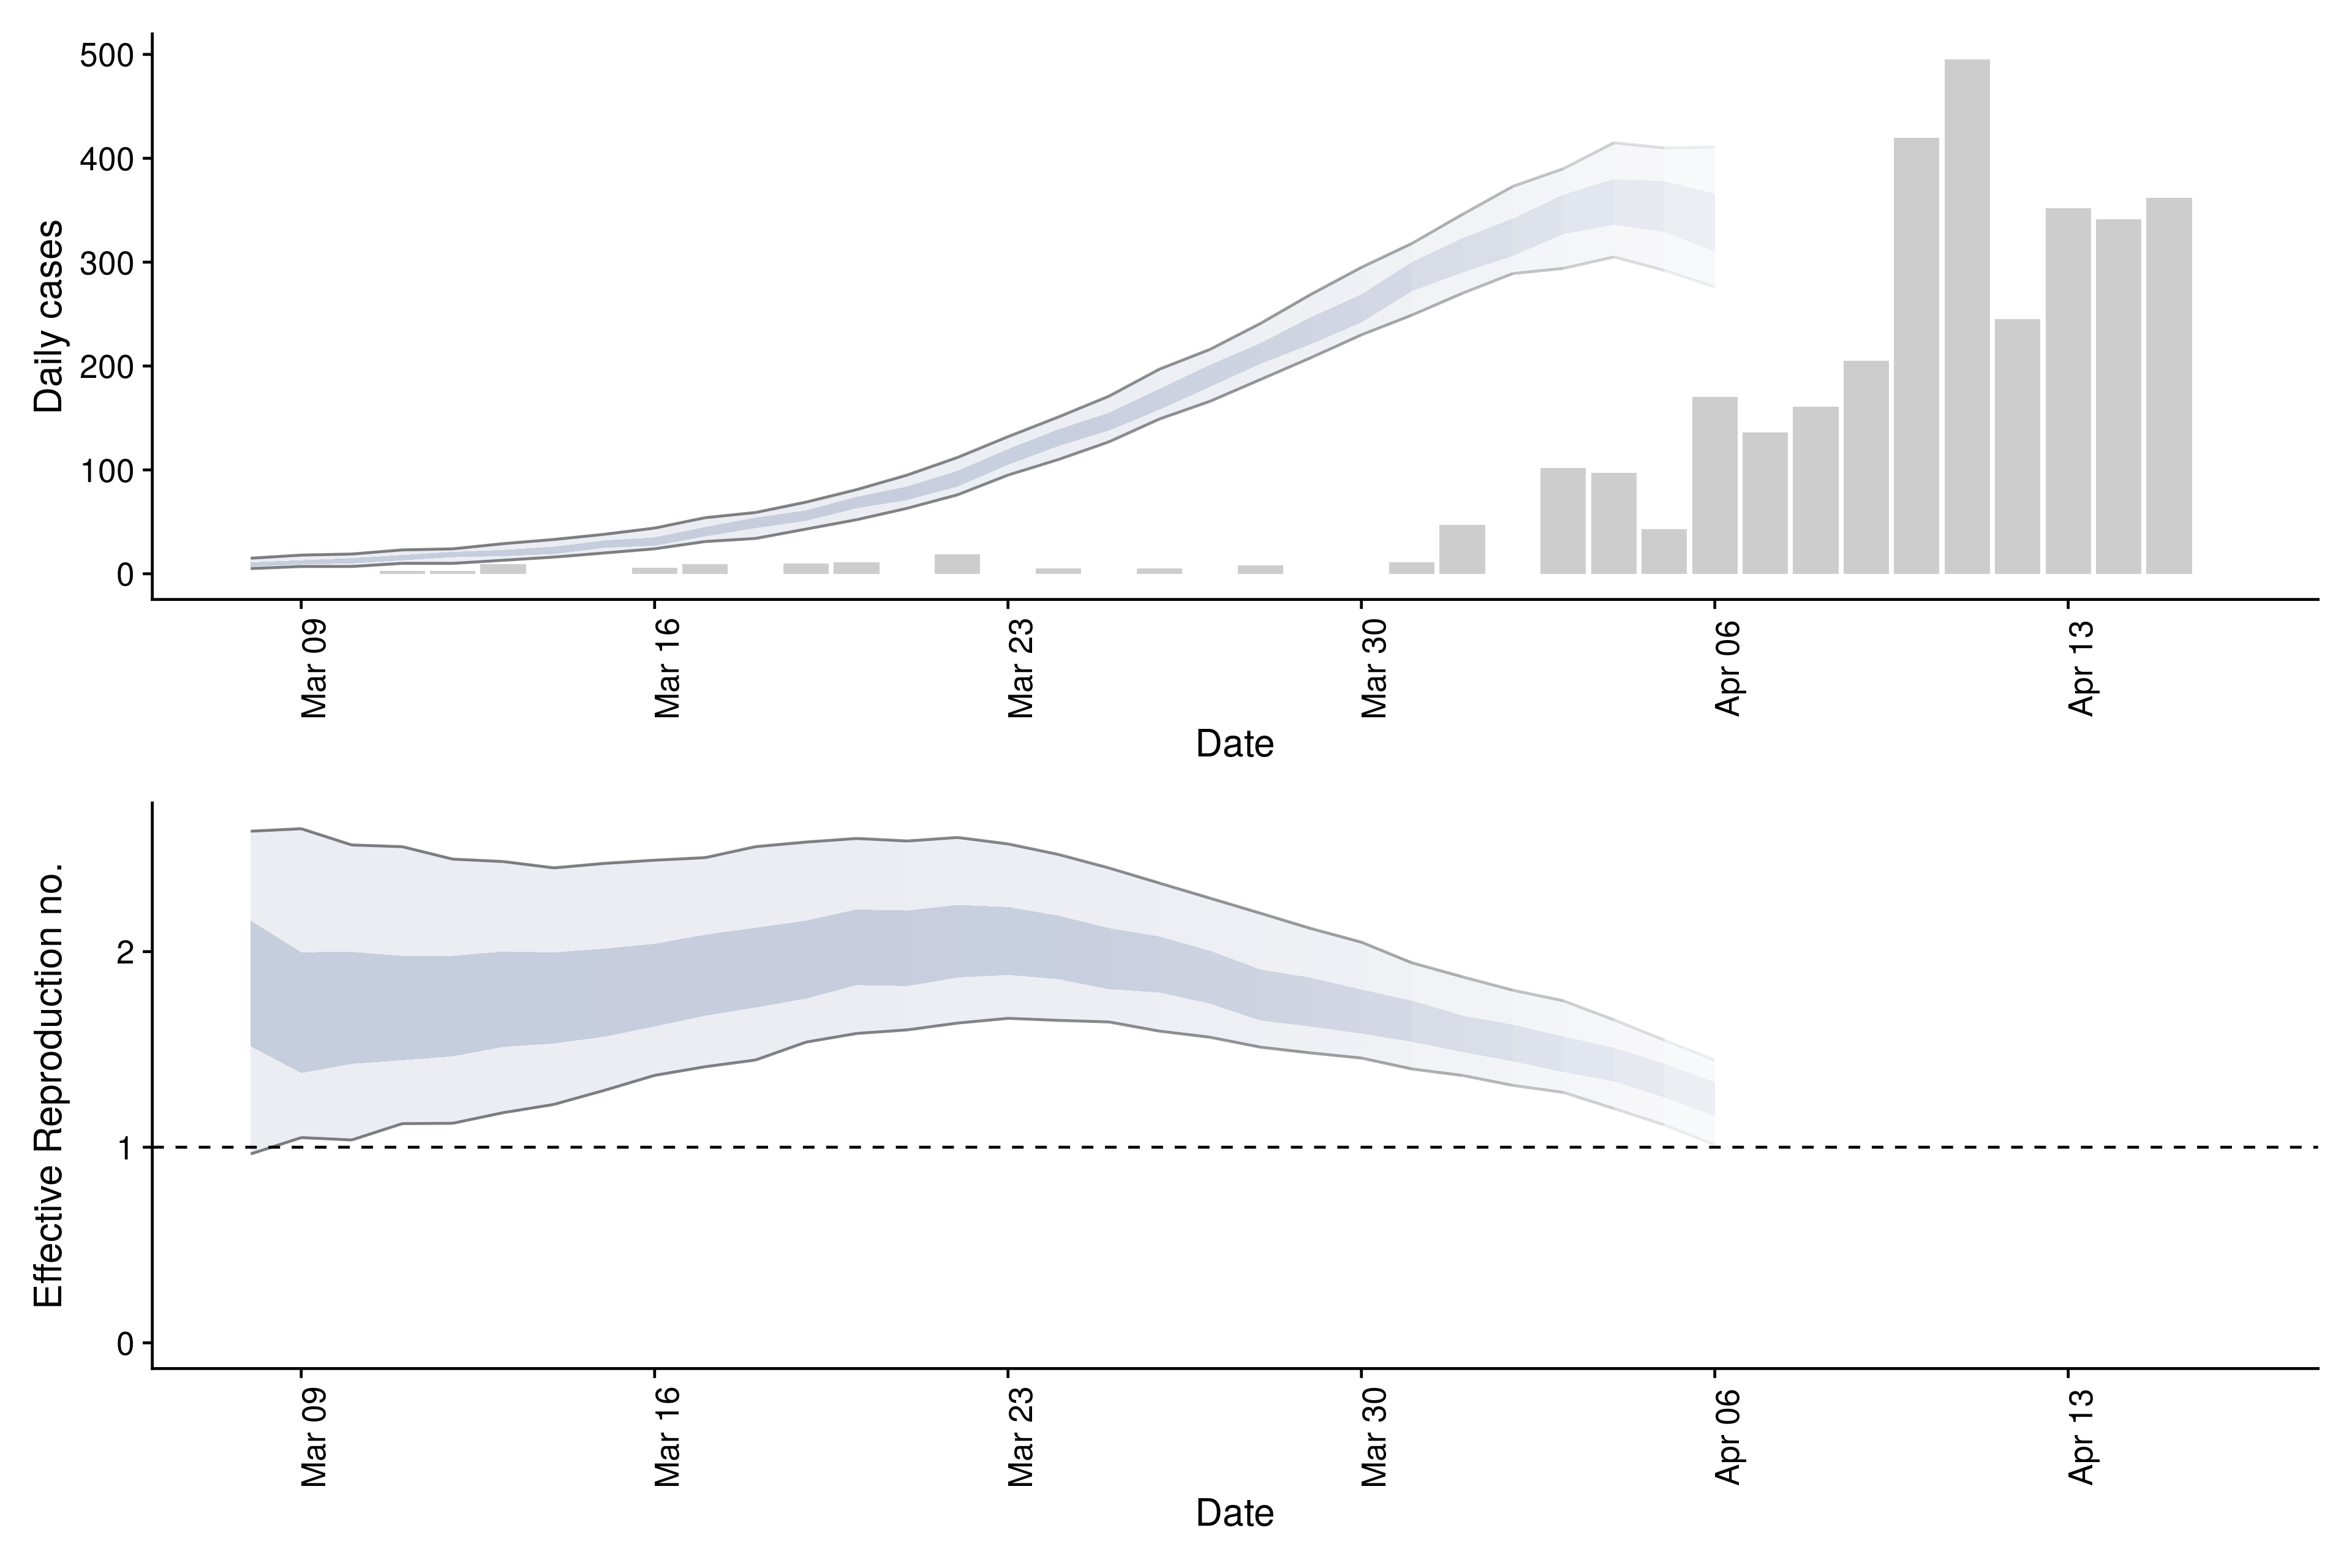 Daily cases
500
400
300
200
100
0
Mar 09
Mar 16
Mar 23
Mar 30
Apr 06
Apr 13
Date
Effective Reproduction no.
2
1
0
Mar 09
Mar 16
Mar 23
Mar 30
Apr 06
Apr 13
Date